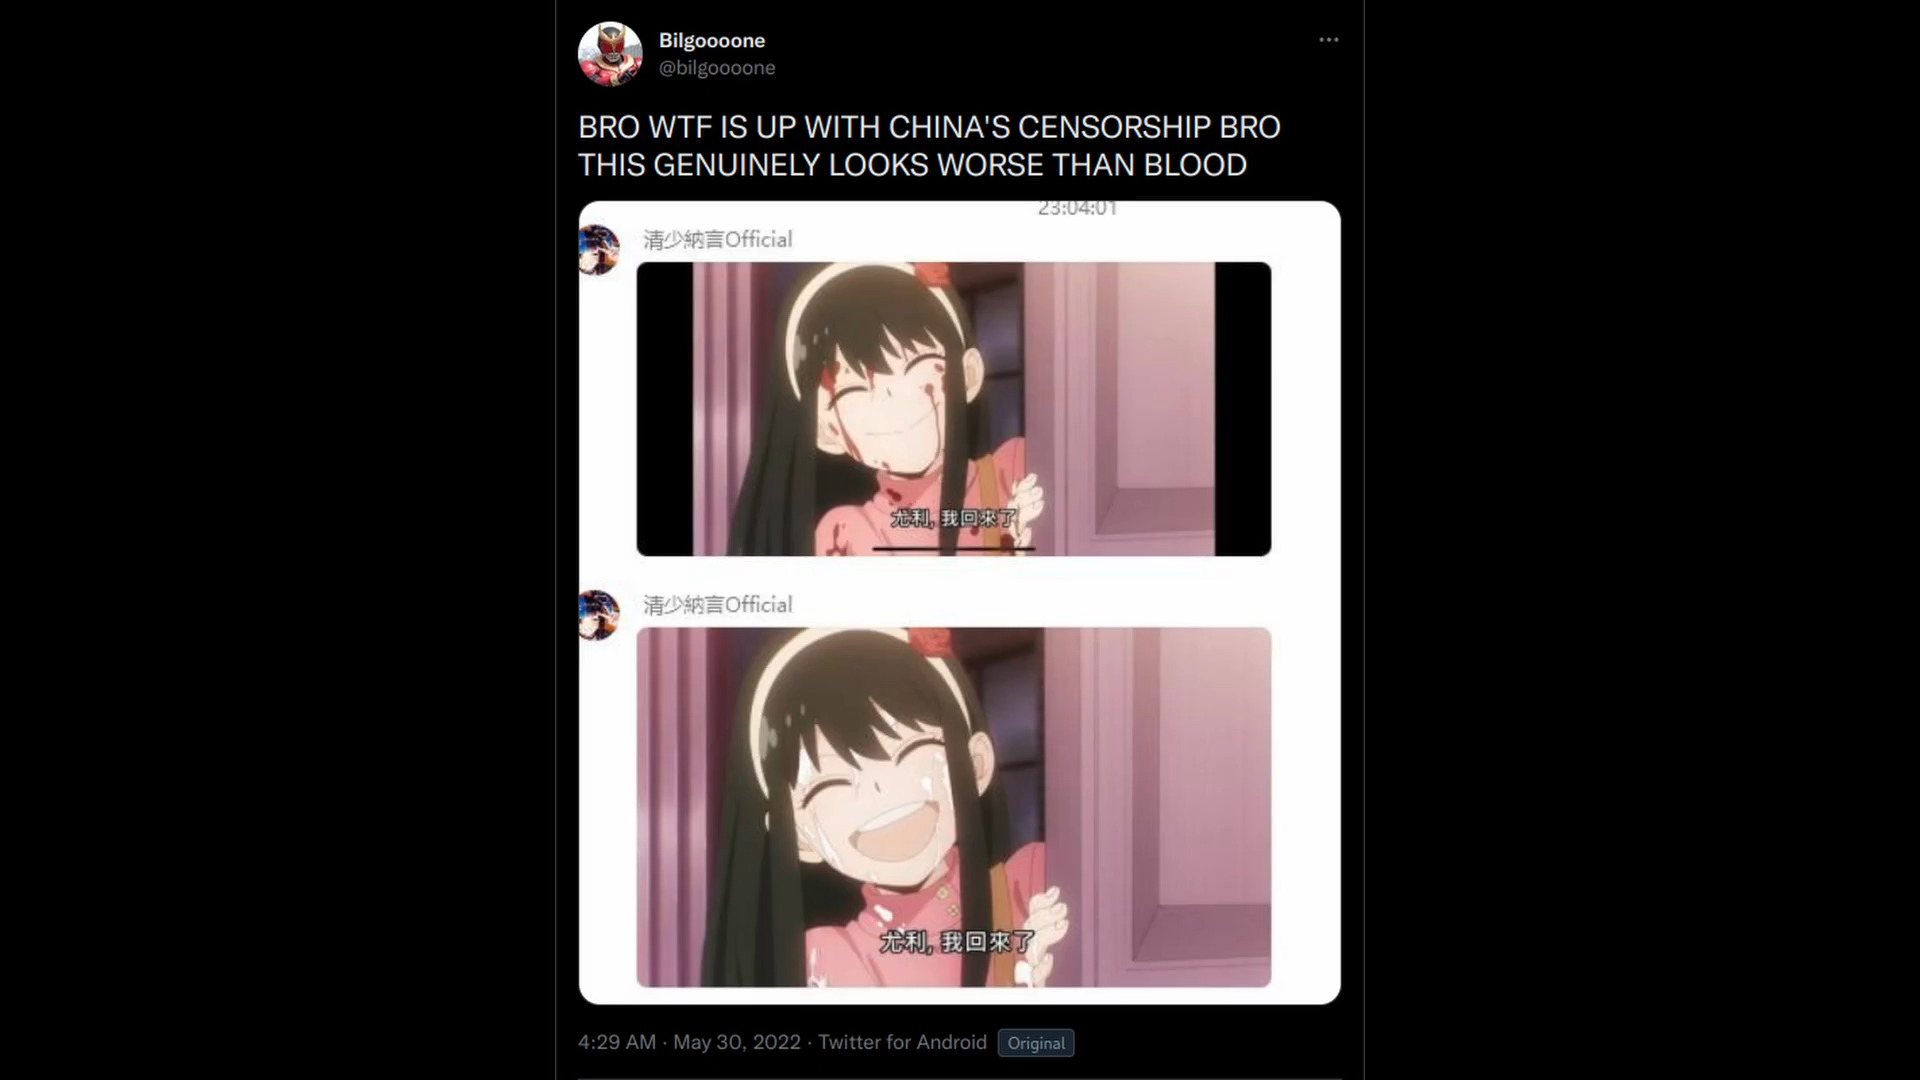 Bilgoooone
@bilgoooone
BRO WTF IS UP WITH CHINA'S CENSORSHIP BRO
THIS GENUINELY LOOKS WORSE THAN BLOOD
23:04:01
清少納言Official
尤利, 我回來了
清少納言Official
尤利, 我回來了
4:29 AM · May 30, 2022 · Twitter for Android Original